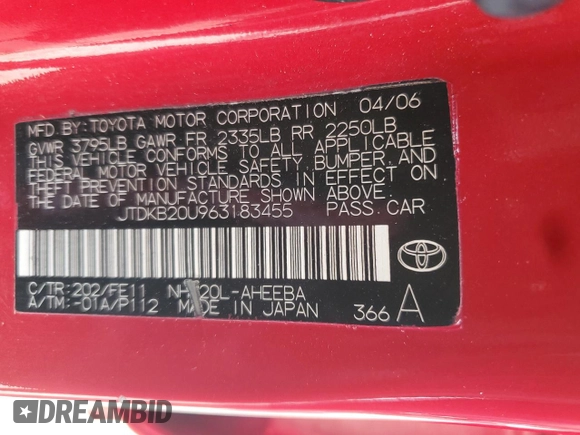 MFD.BY:TOYOTA MOTOR CORPORATION 04/06
GVWR 3795LB GAWR FR 2335LB RR 2250LB
THIS VEHICLE CONFORMS TO ALL APPLICABLE
FEDERAL MOTOR VEHICLE SAFETY, BUMPER, AND
THEFT PREVENTION STANDARDS IN EFFECT ON
THE DATE OF MANUFACTURE SHOWN ABOVE.
JTDKB20U963183455 PASS.CAR
C/TR:202/FE11
A/TM:-01A/P112 MADE IN JAPAN
366 A
DREAMBID